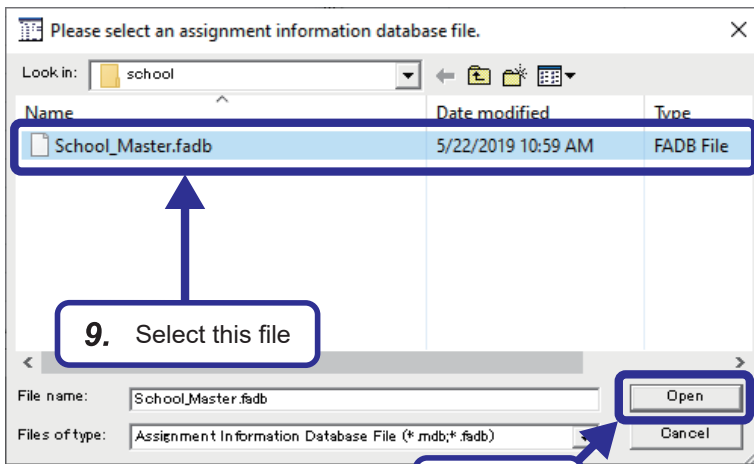 Please select an assignment information database file.
Look in: school
Name Date modified Type
School_Master.fadb 5/22/2019 10:59 AM FADB File
9. Select this file
File name: School_Master.fadb Open
Files of type: Assignment Information Database File (*.mdb;*.fadb) Cancel